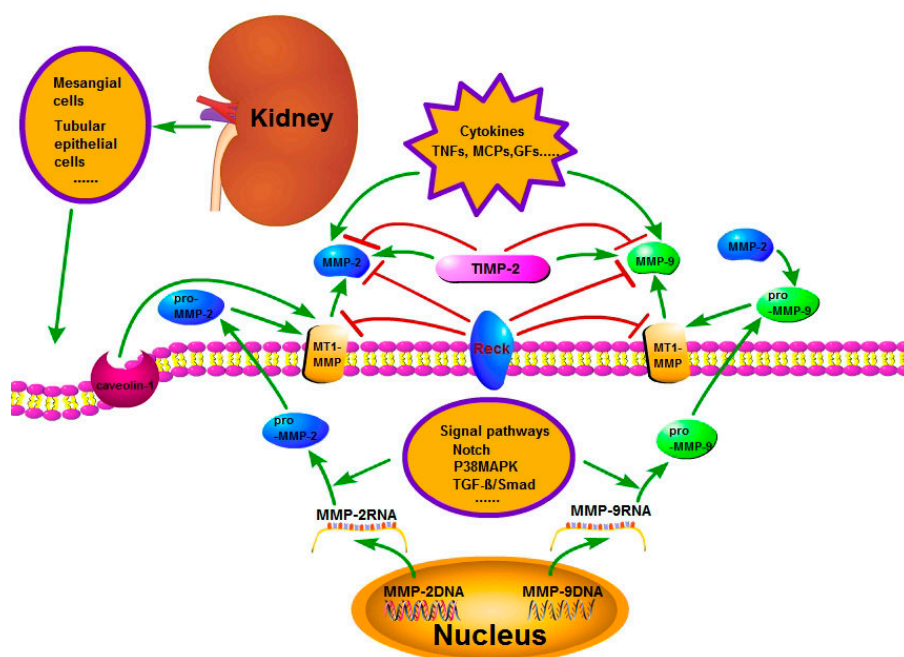 Mesangial
cells
Tubular
epithelial
cells
......
Kidney
Cytokines
TNFs, MCPs,GFs.....
MMP-2
TIMP-2
MMP-9
MMP-2
pro-
MMP-2
pro
-MMP-9
MT1-
MMP
Reck
MT1-
MMP
caveolin-1
pro
-MMP-2
Signal pathways
Notch
P38MAPK
TGF-ß/Smad
......
pro
-MMP-9
MMP-2RNA
MMP-9RNA
MMP-2DNA
MMP-9DNA
Nucleus